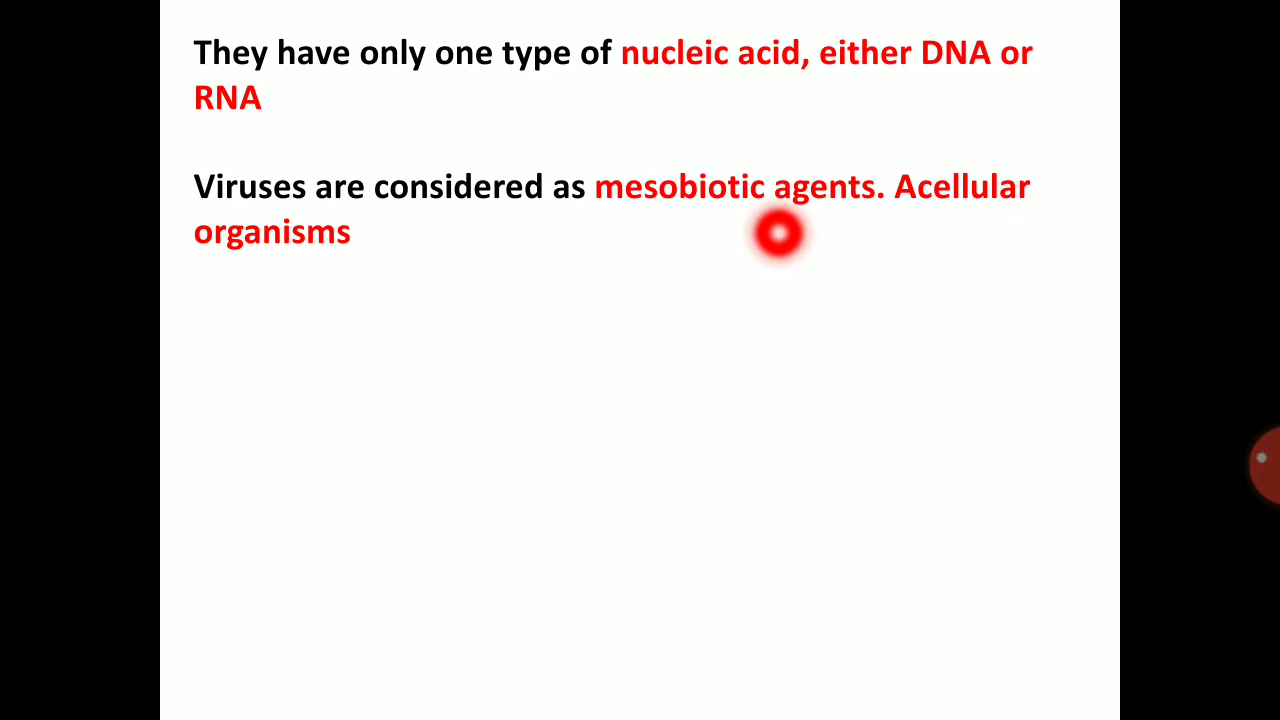 They have only one type of nucleic acid, either DNA or
RNA
Viruses are considered as mesobiotic agents. Acellular
organisms